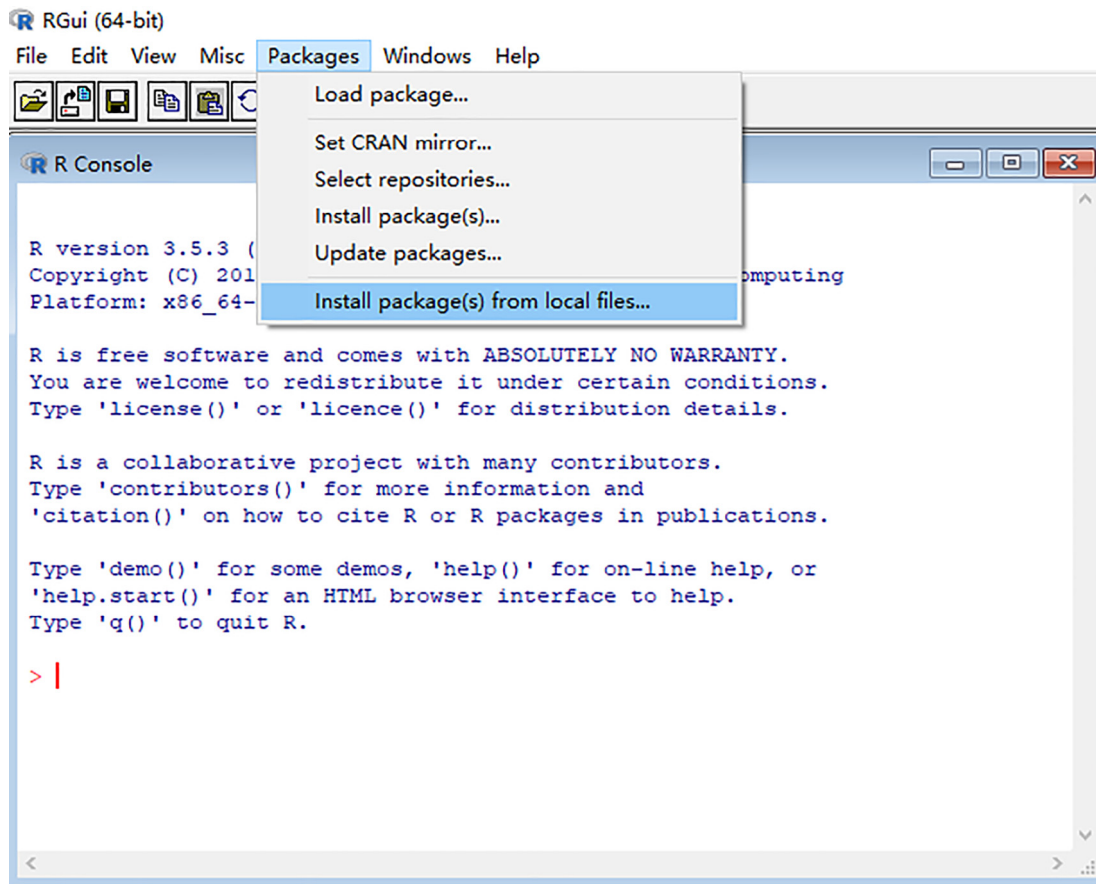 RGui (64-bit)
File Edit View Misc Packages Windows Help
Load package...
Set CRAN mirror...
Select repositories...
Install package(s)...
Update packages...
Install package(s) from local files...
R Console
R version 3.5.3 (
Copyright (C) 201
Platform: x86_64-
R is free software and comes with ABSOLUTELY NO WARRANTY.
You are welcome to redistribute it under certain conditions.
Type 'license()' or 'licence()' for distribution details.
R is a collaborative project with many contributors.
Type 'contributors()' for more information and
'citation()' on how to cite R or R packages in publications.
Type 'demo()' for some demos, 'help()' for on-line help, or
'help.start()' for an HTML browser interface to help.
Type 'q()' to quit R.
>